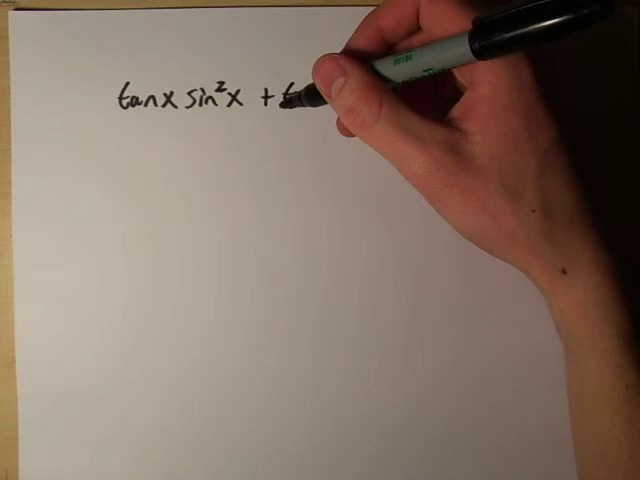 tanx sin²x + t